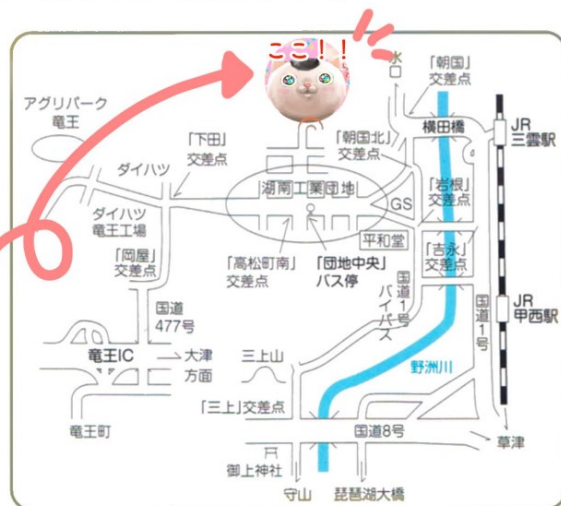 ここ！！
水口
「朝国」
交差点
アグリパーク
竜王
横田橋
JR
三雲駅
「下田」
交差点
「朝国北」
交差点
ダイハツ
湖南工業団地
「岩根」
交差点
GS
ダイハツ
竜王工場
平和堂
「吉永」
交差点
「岡屋」
交差点
「高松町南」
交差点
「団地中央」
バス停
国道1号
バイパス
国道1号
JR
甲西駅
国道
477号
竜王IC
大津
方面
三上山
野洲川
「三上」交差点
竜王町
国道8号
草津
御上神社
守山
琵琶湖大橋